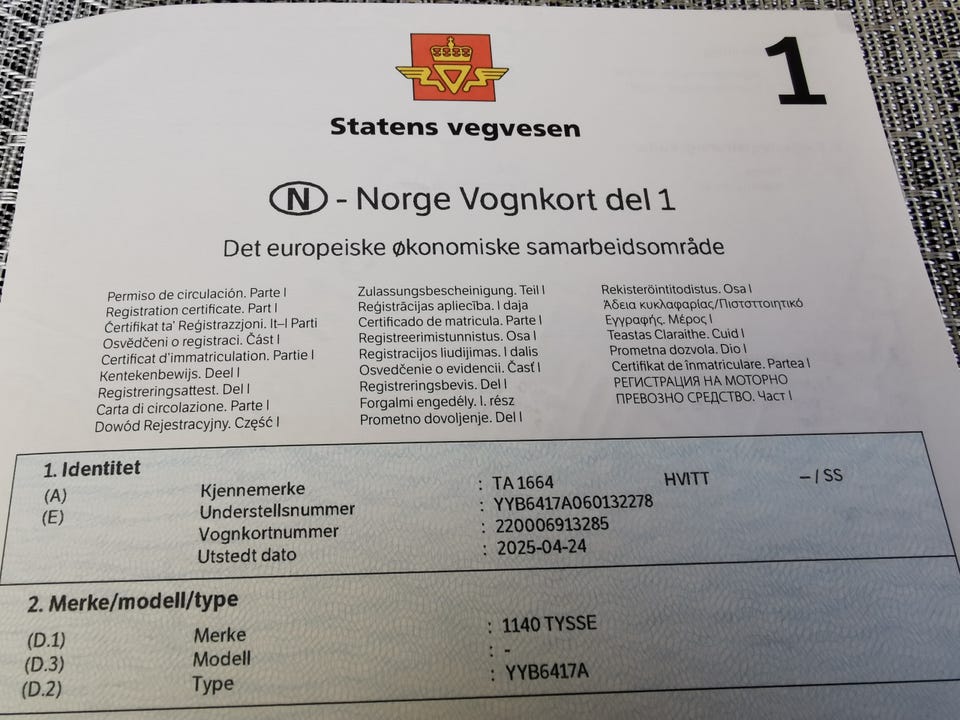 1
Statens vegvesen
N - Norge Vognkort del 1
Det europeiske økonomiske samarbeidsområde
Permiso de circulación. Parte I
Registration certificate. Part I
Ċertifikat ta' Reġistrazzjoni. It–I Parti
Osvědčeni o registraci. Část I
Certificat d'immatriculation. Partie I
Kentekenbewijs. Deel I
Registreringsattest. Del I
Carta di circolazione. Parte I
Dowód Rejestracyjny. Część I
Zulassungsbescheinigung. Teil I
Reģistrācijas apliecība. I daja
Certificado de matricula. Parte I
Registreerimistunnistus. Osa I
Registracijos liudijimas. I dalis
Osvedčenie o evidencii. Časť I
Registreringsbevis. Del I
Forgalmi engedély. I. rész
Prometno dovoljenje. Del I
Rekisteröintitodistus. Osa I
Άδεια κυκλαφαρίας/Πιστοττοιητικό
Εγγραφής. Μέρος I
Teastas Claraithe. Cuid I
Prometna dozvola. Dio I
Certificat de înmatriculare. Partea I
РЕГИСТРАЦИЯ НА МОТОРНО
ПРЕВОЗНО СРЕДСТВО. Част I
1. Identitet
(A) Kjennemerke : TA 1664 HVITT – / SS
(E) Understellsnummer : YYB6417A060132278
Vognkortnummer : 220006913285
Utstedt dato : 2025-04-24
2. Merke/modell/type
(D.1) Merke : 1140 TYSSE
(D.3) Modell : -
(D.2) Type : YYB6417A